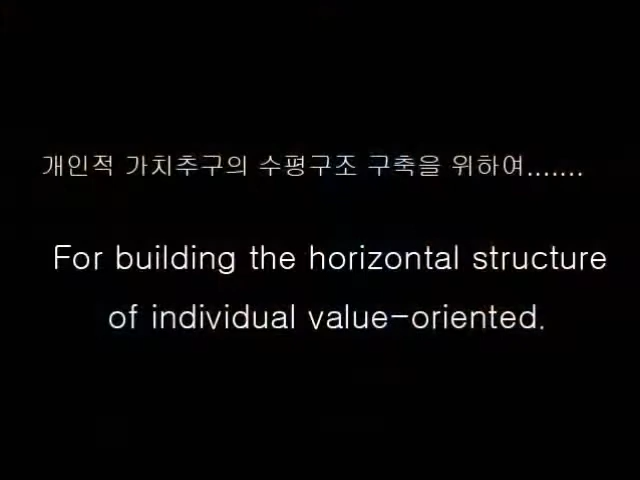 개인적 가치추구의 수평구조 구축을 위하여.......
For building the horizontal structure
of individual value-oriented.